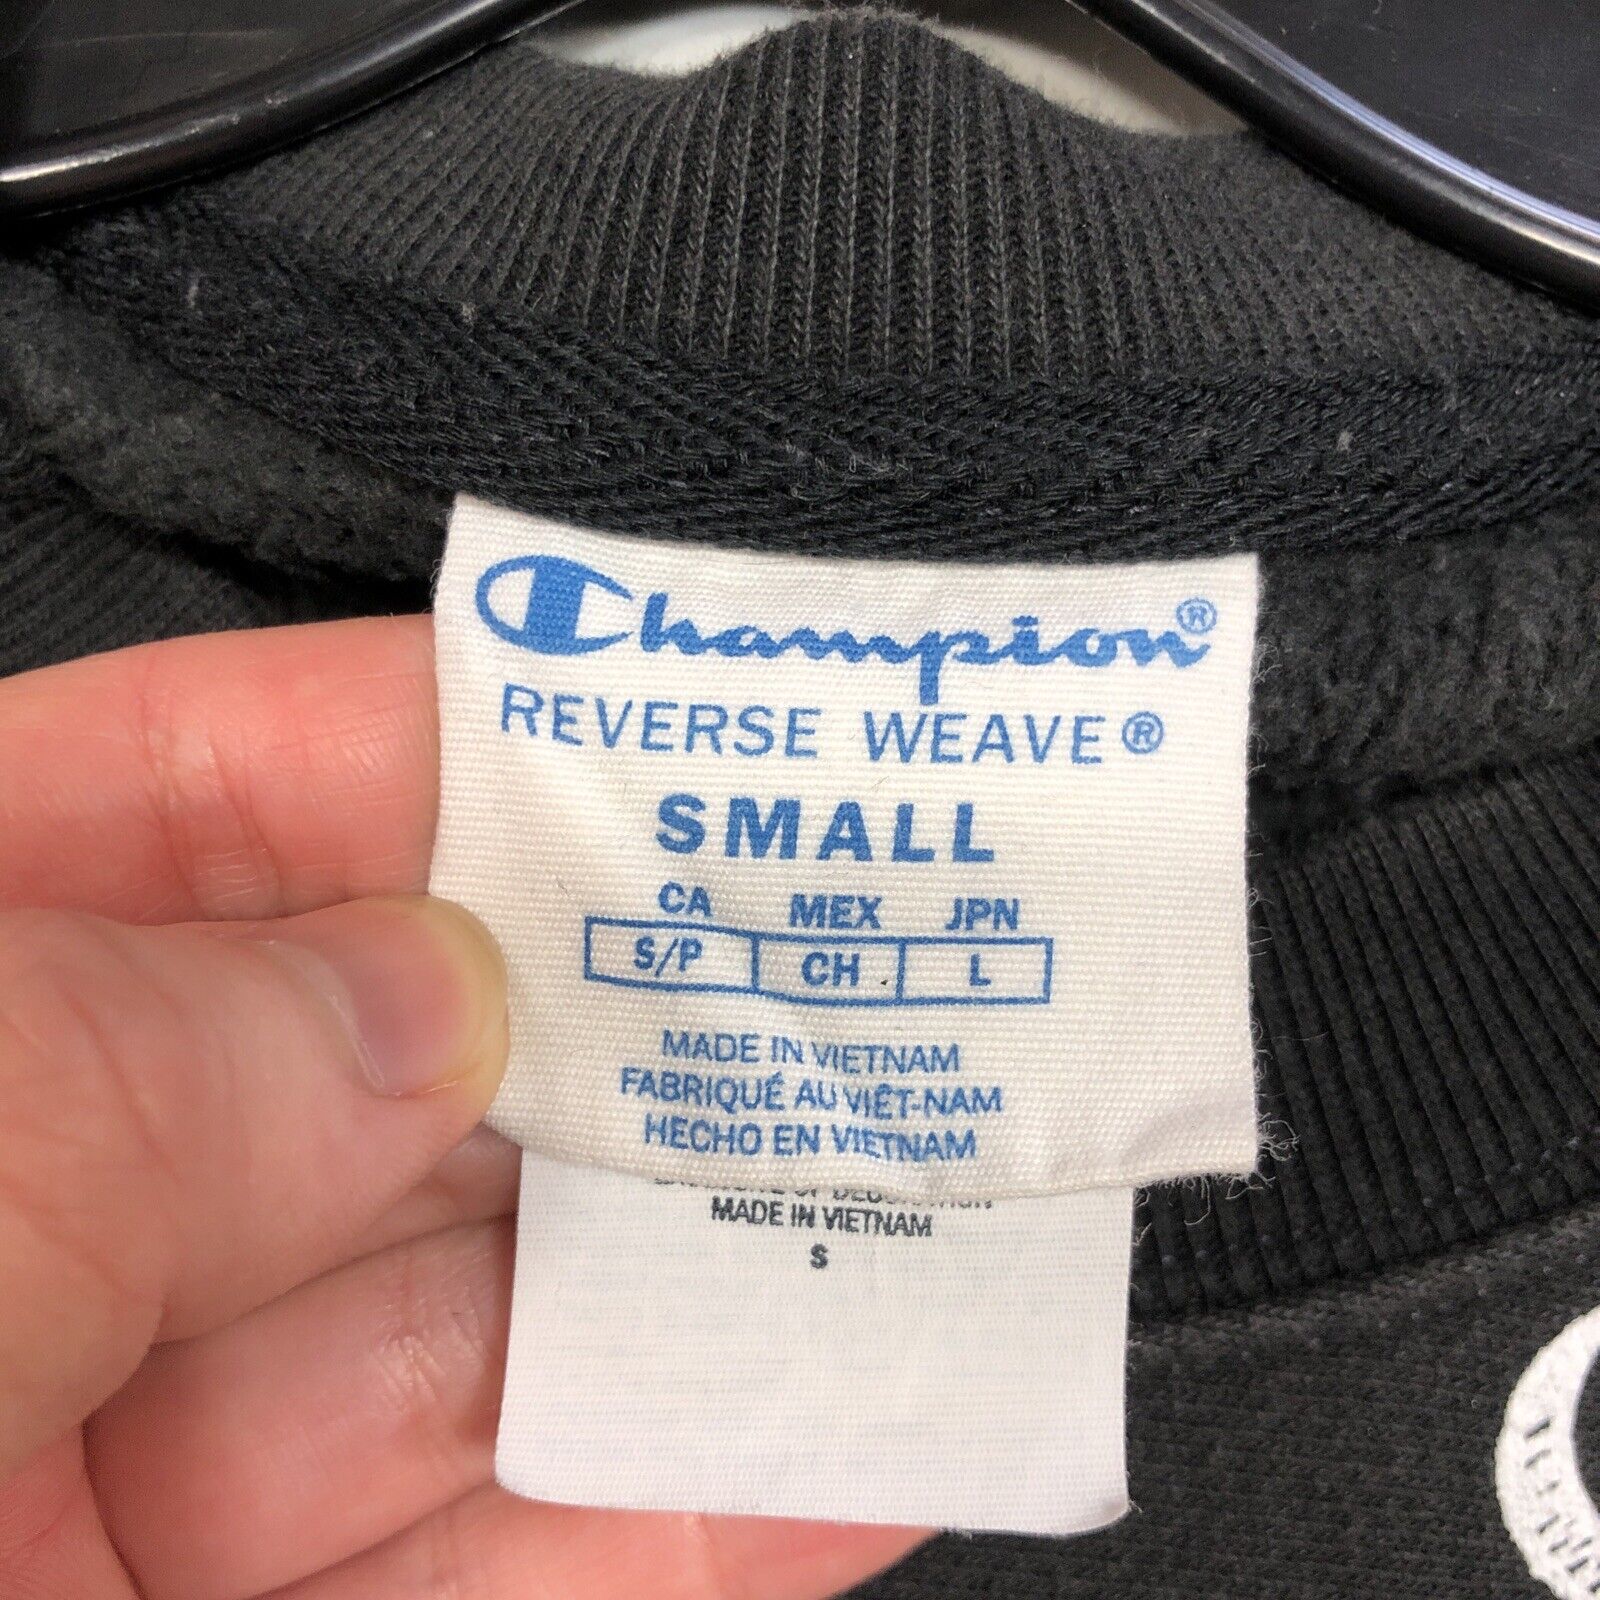 Champion®
REVERSE WEAVE®
SMALL
CA MEX JPN
S/P CH L
MADE IN VIETNAM
FABRIQUÉ AU VIÊT-NAM
HECHO EN VIETNAM
MADE IN VIETNAM
S